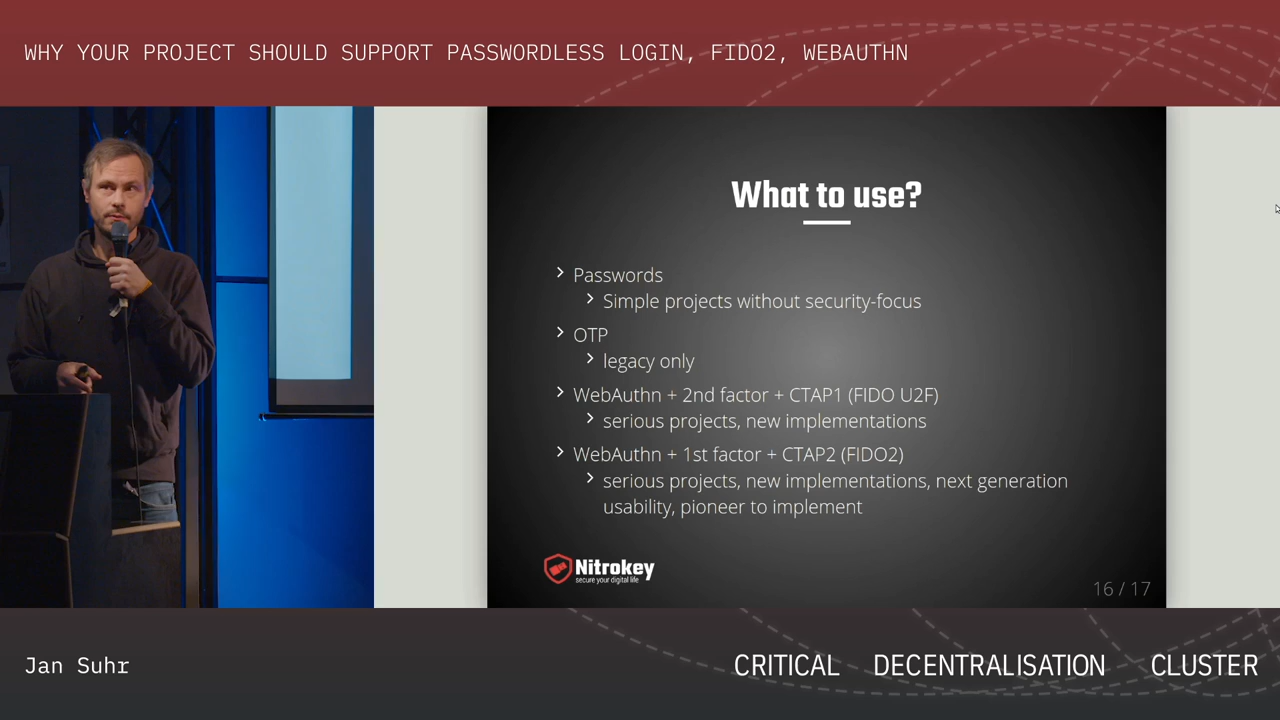 WHY YOUR PROJECT SHOULD SUPPORT PASSWORDLESS LOGIN, FIDO2, WEBAUTHN
What to use?
Passwords
Simple projects without security-focus
OTP
legacy only
WebAuthn + 2nd factor + CTAP1 (FIDO U2F)
serious projects, new implementations
WebAuthn + 1st factor + CTAP2 (FIDO2)
serious projects, new implementations, next generation
usability, pioneer to implement
Nitrokey
secure your digital life
16 / 17
Jan Suhr
CRITICAL DECENTRALISATION CLUSTER